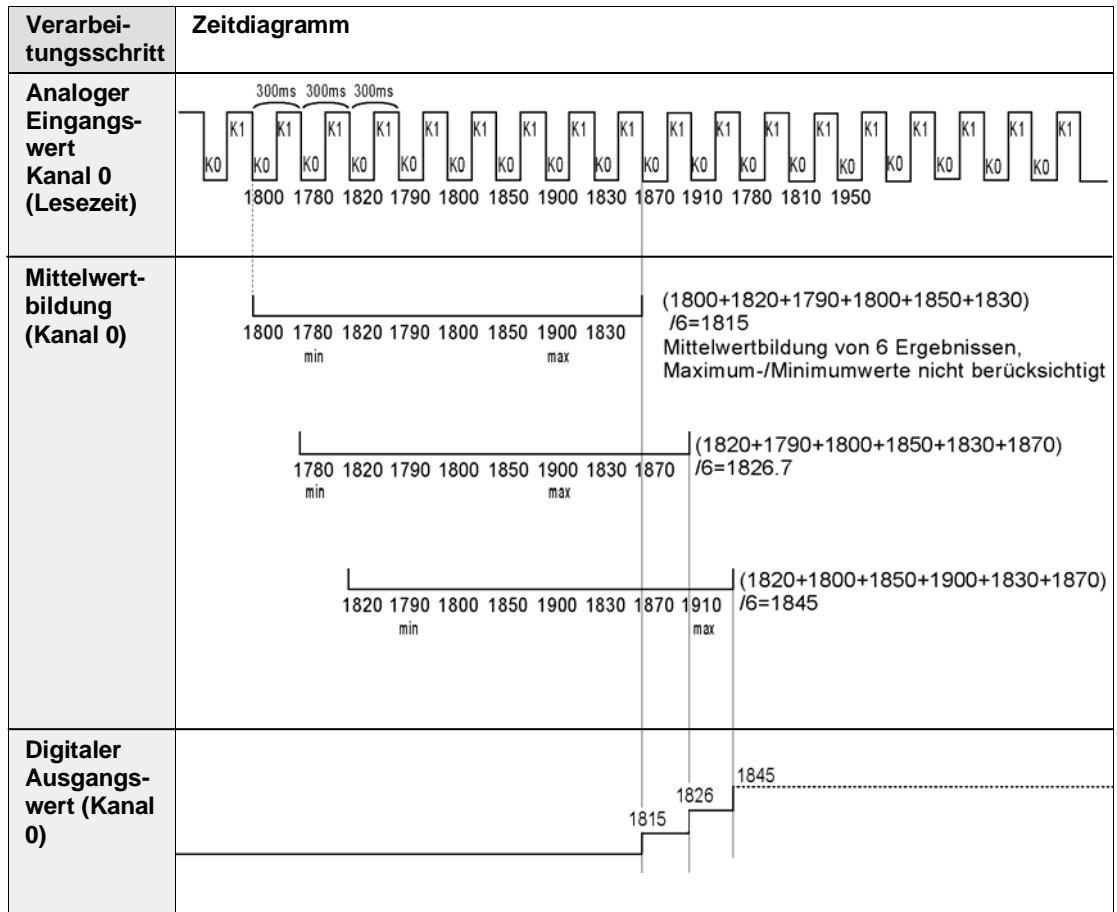 Verarbei-
tungsschritt
Zeitdiagramm
Analoger
Eingangs-
wert
Kanal 0
(Lesezeit)
300ms 300ms 300ms
K1 K1 K1 K1 K1 K1 K1 K1 K1 K1 K1 K1 K1 K1 K1 K1 K1 K1
K0 K0 K0 K0 K0 K0 K0 K0 K0 K0 K0 K0 K0 K0 K0 K0 K0 K0
1800 1780 1820 1790 1800 1850 1900 1830 1870 1910 1780 1810 1950
Mittelwert-
bildung
(Kanal 0)
(1800+1820+1790+1800+1850+1830)
/6=1815
Mittelwertbildung von 6 Ergebnissen,
Maximum-/Minimumwerte nicht berücksichtigt
1800 1780 1820 1790 1800 1850 1900 1830
min max
(1820+1790+1800+1850+1830+1870)
/6=1826.7
1780 1820 1790 1800 1850 1900 1830 1870
min max
(1820+1800+1850+1900+1830+1870)
/6=1845
1820 1790 1800 1850 1900 1830 1870 1910
min max
Digitaler
Ausgangs-
wert (Kanal
0)
1815
1826
1845